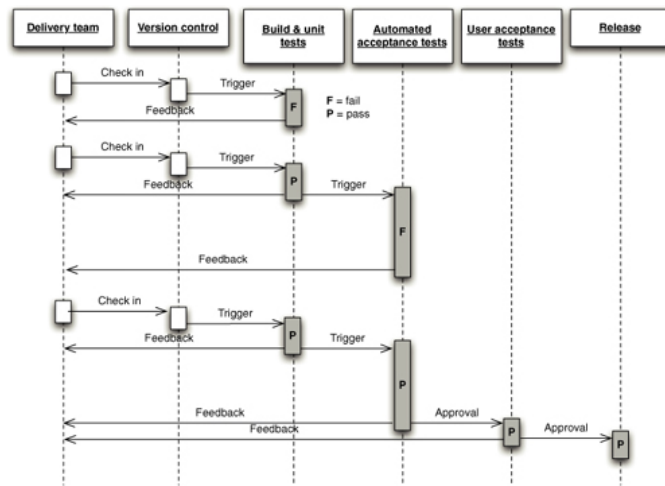 Delivery team
Version control
Build & unit
tests
Automated
acceptance tests
User acceptance
tests
Release
Check in
Trigger
Feedback
F
F = fail
P = pass
Check in
Trigger
Feedback
P
Trigger
F
Feedback
Check in
Trigger
Feedback
P
Trigger
P
Feedback
Approval
Feedback
P
Approval
P